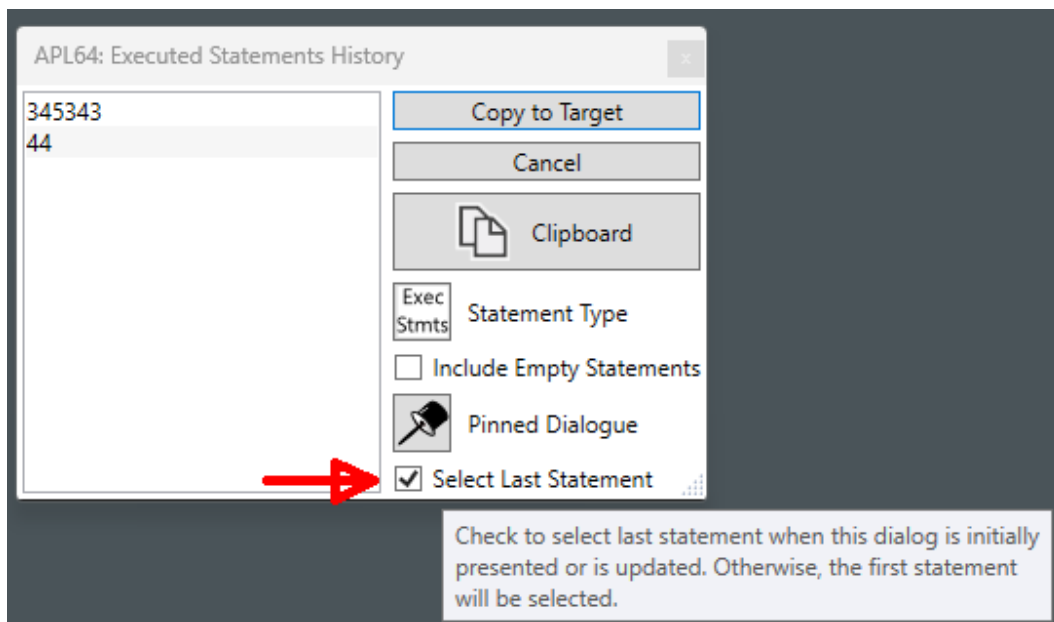 APL64: Executed Statements History
x
345343
44
Copy to Target
Cancel
Clipboard
Exec
Stmts
Statement Type
Include Empty Statements
Pinned Dialogue
Select Last Statement
Check to select last statement when this dialog is initially
presented or is updated. Otherwise, the first statement
will be selected.